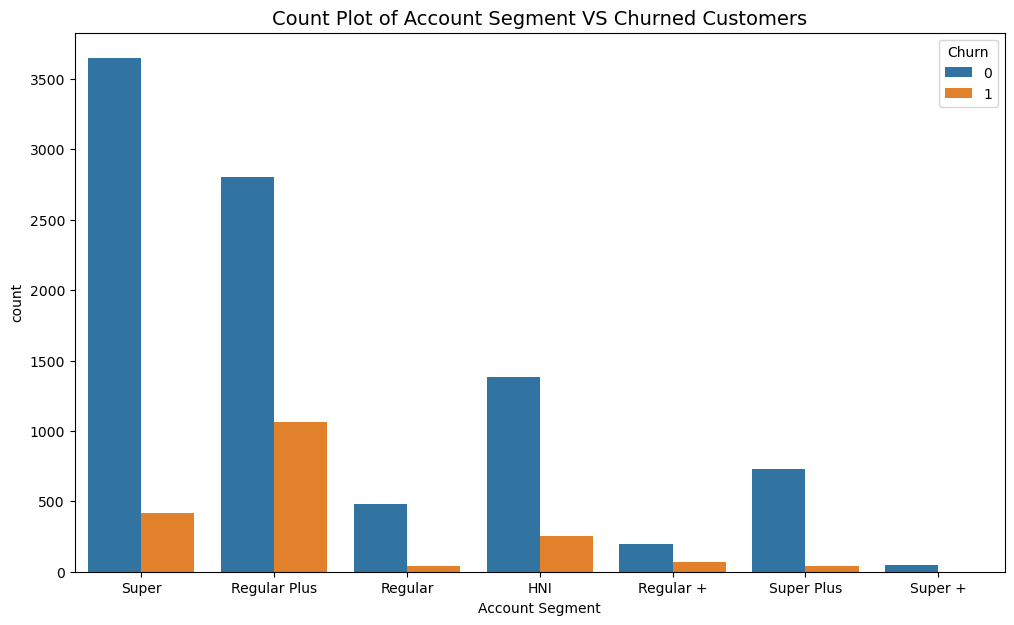 Count Plot of Account Segment VS Churned Customers
Churn
0
1
3500
3000
2500
2000
1500
1000
500
0
count
Super Regular Plus Regular HNI Regular + Super Plus Super +
Account Segment